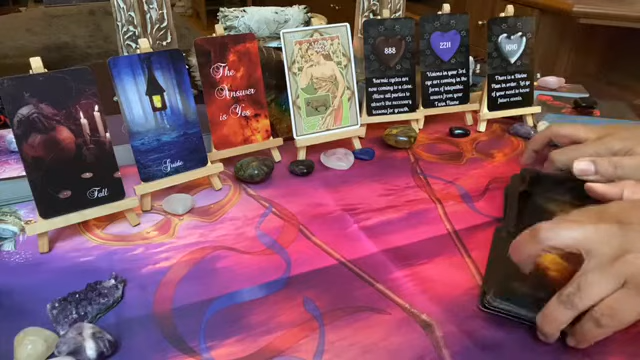 Fall
Guide
The
Answer
is Yes
888
Karmic cycles are
now coming to a close.
Allow all parties to
absorb the necessary
lessons for growth.
2211
Visions in your 3rd
eye are coming in the
form of telepathic
waves from your
Twin Flame
1010
There is a Divine
Plan in order. Let go
of your need to know
future events.